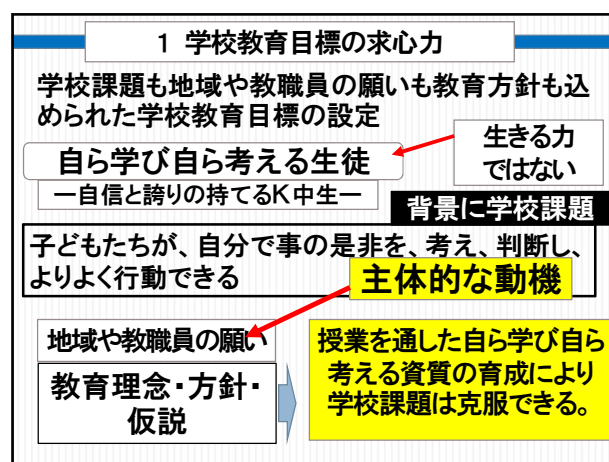 1 学校教育目標の求心力
学校課題も地域や教職員の願いも教育方針も込
められた学校教育目標の設定
生きる力
ではない
自ら学び自ら考える生徒
ー自信と誇りの持てるK中生ー
背景に学校課題
子どもたちが、自分で事の是非を、考え、判断し、
よりよく行動できる
主体的な動機
地域や教職員の願い
教育理念・方針・
仮説
授業を通した自ら学び自ら
考える資質の育成により
学校課題は克服できる。